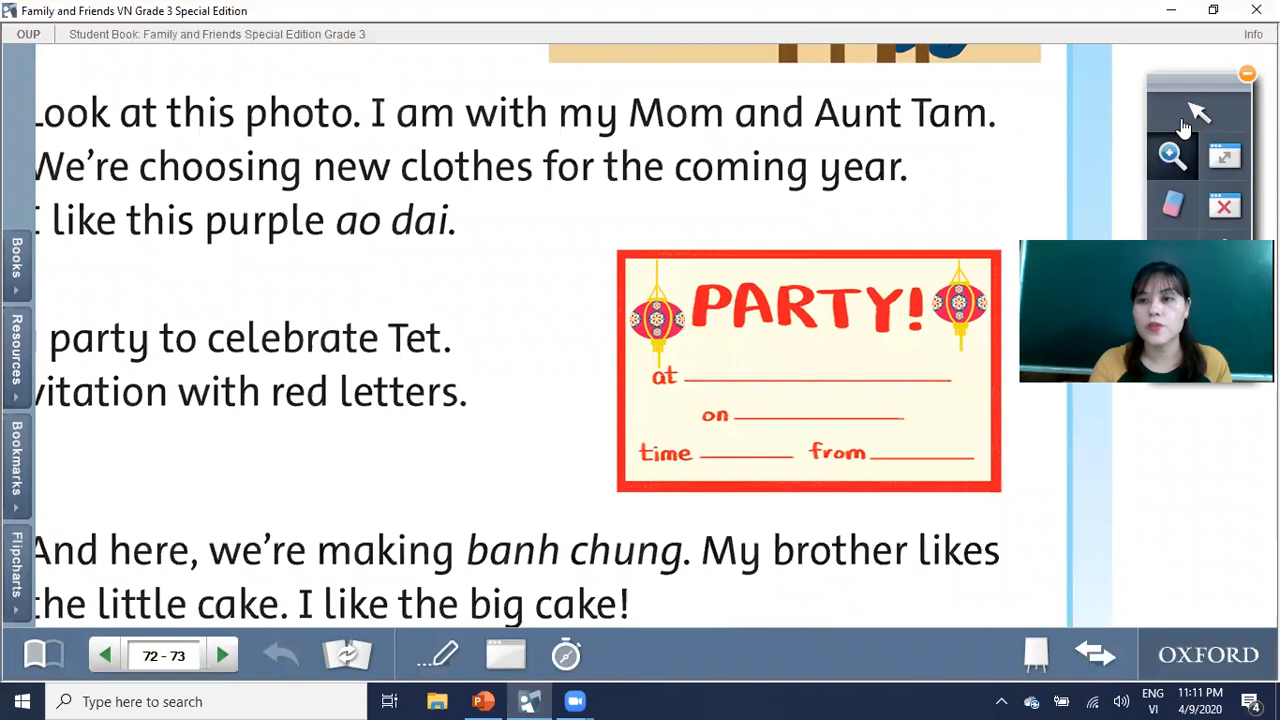 Family and Friends VN Grade 3 Special Edition
OUP
Student Book: Family and Friends Special Edition Grade 3
Info
Look at this photo. I am with my Mom and Aunt Tam.
We're choosing new clothes for the coming year.
I like this purple ao dai.
party to celebrate Tet.
vitation with red letters.
PARTY!
at
on
time from
And here, we're making banh chung. My brother likes
the little cake. I like the big cake!
Books
Resources
Bookmarks
Flipcharts
72 - 73
OXFORD
Type here to search
ENG
VI
11:11 PM
4/9/2020
4